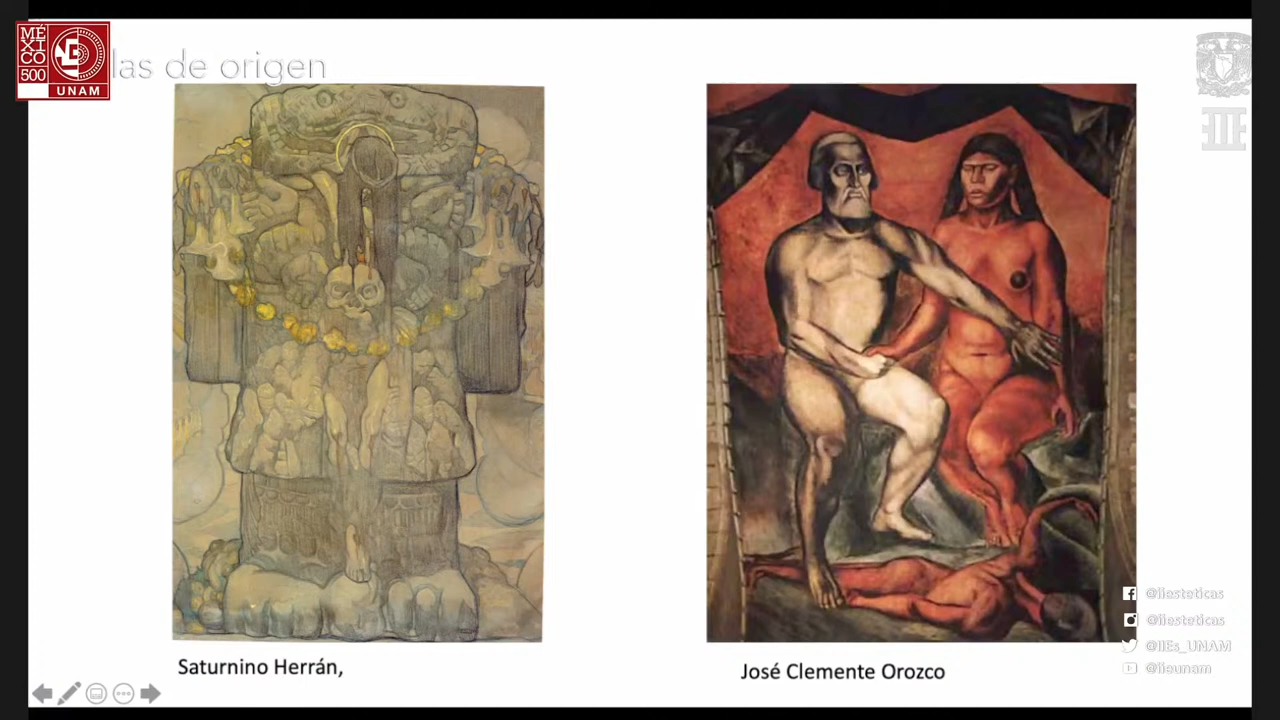 MÉ
XI
CO
500
UNAM
las de origen
Saturnino Herrán,
José Clemente Orozco
@iiesteticas
@iiesteticas
@IIEs_UNAM
@iieunam